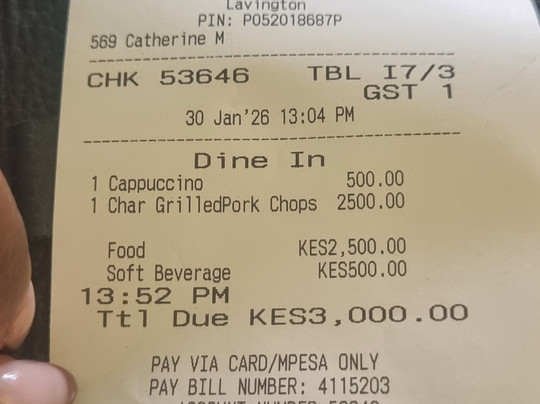 Lavington
PIN: P052018687P
569 Catherine M
CHK 53646 TBL I7/3
GST 1
30 Jan'26 13:04 PM
Dine In
1 Cappuccino 500.00
1 Char GrilledPork Chops 2500.00
Food KES2,500.00
Soft Beverage KES500.00
13:52 PM
Ttl Due KES3,000.00
PAY VIA CARD/MPESA ONLY
PAY BILL NUMBER: 4115203